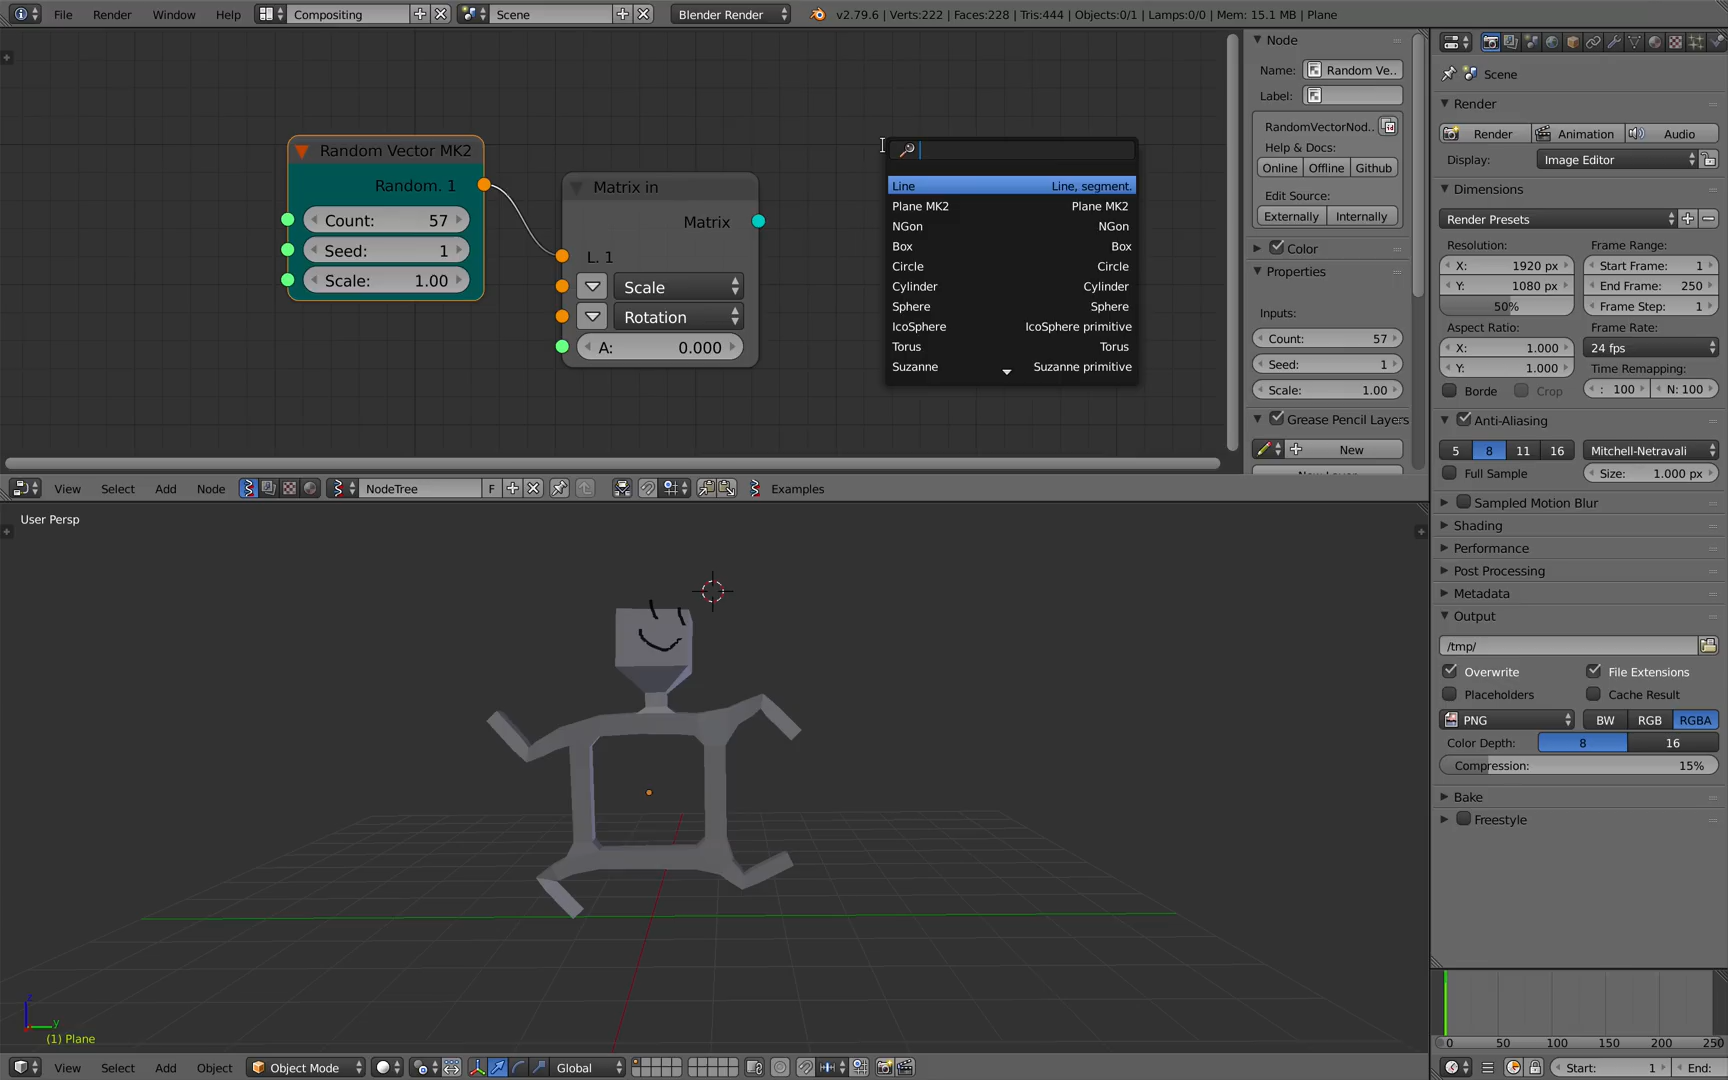 File Render Window Help Compositing Scene Blender Render v2.79.6 | Verts:222 | Faces:228 | Tris:444 | Objects:0/1 | Lamps:0/0 | Mem: 15.1 MB | Plane
Random Vector MK2
Random. 1
Count: 57
Seed: 1
Scale: 1.00
Matrix in
Matrix
L. 1
Scale
Rotation
A: 0.000
Line Line, segment.
Plane MK2 Plane MK2
NGon NGon
Box Box
Circle Circle
Cylinder Cylinder
Sphere Sphere
IcoSphere IcoSphere primitive
Torus Torus
Suzanne Suzanne primitive
Node
Name: Random Ve..
Label:
RandomVectorNod..
Help & Docs:
Online Offline Github
Edit Source:
Externally Internally
Color
Properties
Inputs:
Count: 57
Seed: 1
Scale: 1.00
Grease Pencil Layers
New
View Select Add Node NodeTree F Examples
User Persp
z
y
(1) Plane
View Select Add Object Object Mode Global
Scene
Render
Render Animation Audio
Display: Image Editor
Dimensions
Render Presets
Resolution: Frame Range:
X: 1920 px Start Frame: 1
Y: 1080 px End Frame: 250
50% Frame Step: 1
Aspect Ratio: Frame Rate:
X: 1.000 24 fps
Y: 1.000 Time Remapping:
Borde Crop : 100 N: 100
Anti-Aliasing
5 8 11 16 Mitchell-Netravali
Full Sample Size: 1.000 px
Sampled Motion Blur
Shading
Performance
Post Processing
Metadata
Output
/tmp/
Overwrite File Extensions
Placeholders Cache Result
PNG BW RGB RGBA
Color Depth: 8 16
Compression: 15%
Bake
Freestyle
0 50 100 150 200 250
Start: 1 End: